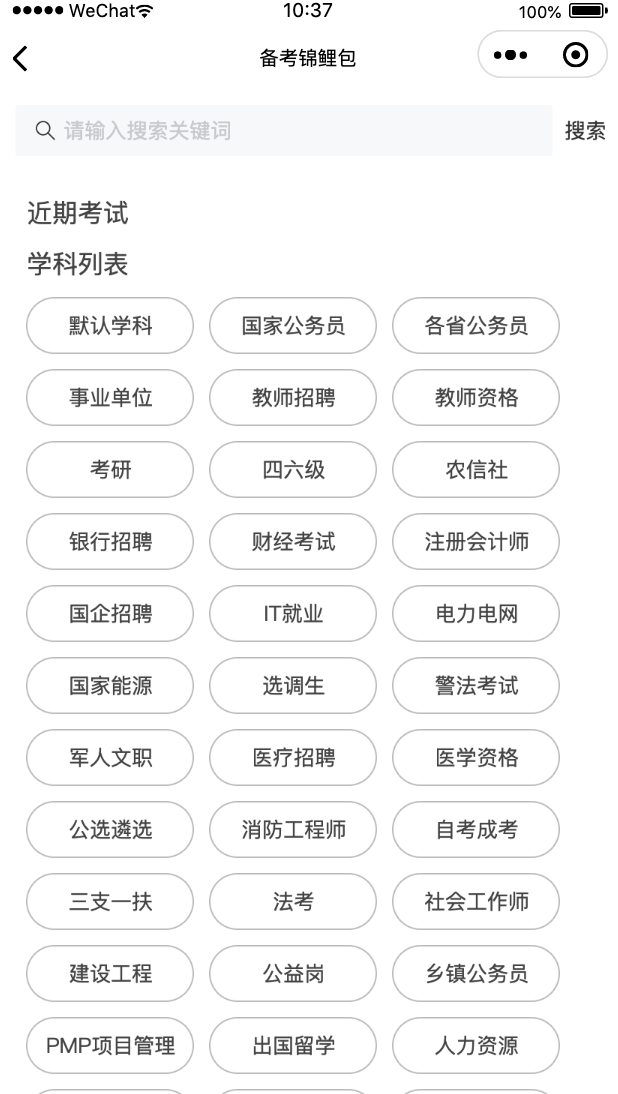 WeChat 10:37 100%
备考锦鲤包
请输入搜索关键词 搜索
近期考试
学科列表
默认学科 国家公务员 各省公务员
事业单位 教师招聘 教师资格
考研 四六级 农信社
银行招聘 财经考试 注册会计师
国企招聘 IT就业 电力电网
国家能源 选调生 警法考试
军人文职 医疗招聘 医学资格
公选遴选 消防工程师 自考成考
三支一扶 法考 社会工作师
建设工程 公益岗 乡镇公务员
PMP项目管理 出国留学 人力资源